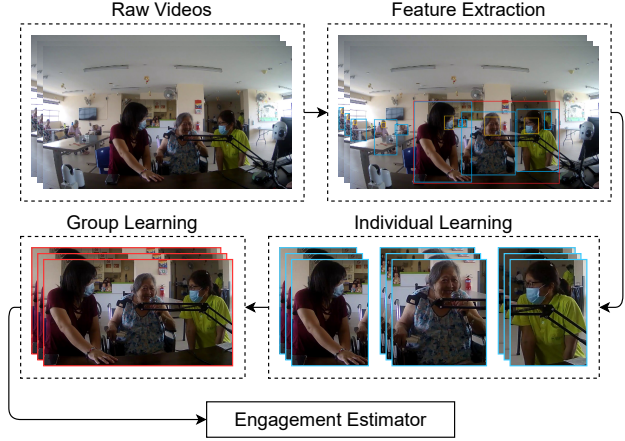 Raw Videos
Feature Extraction
Group Learning
Individual Learning
Engagement Estimator